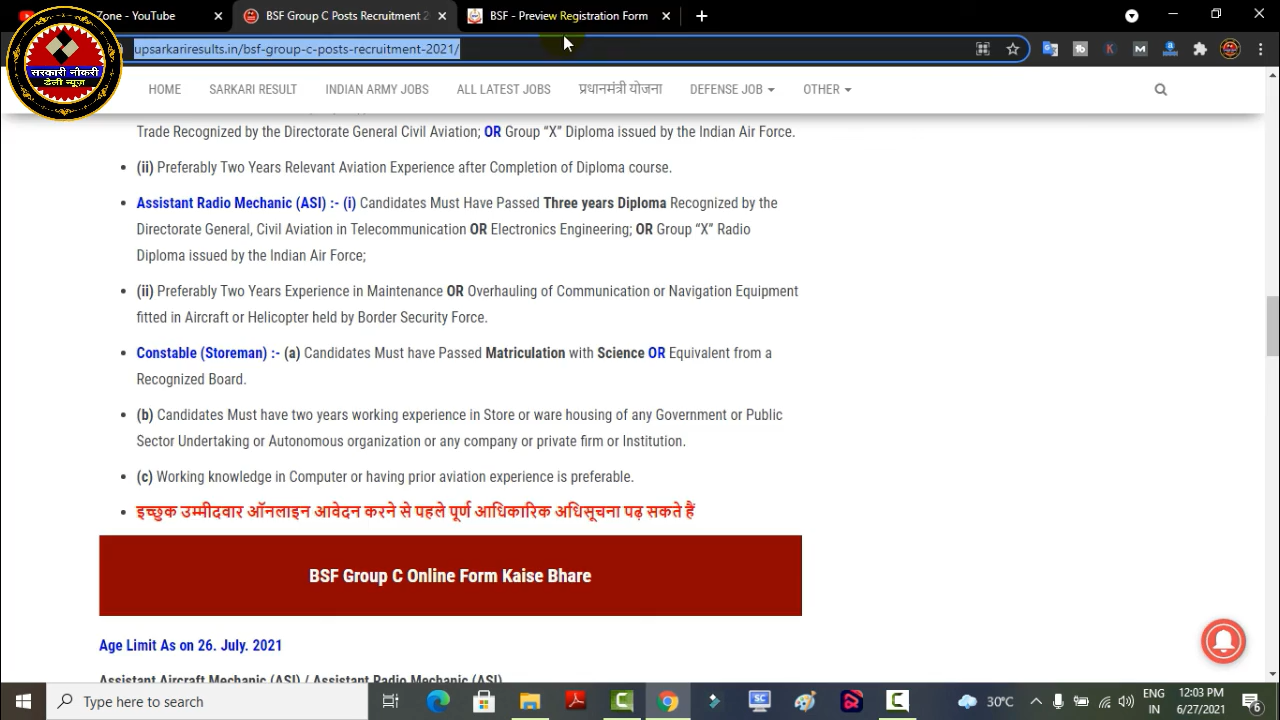 Zone - YouTube
BSF Group C Posts Recruitment 2
BSF - Preview Registration Form
upsarkariresults.in/bsf-group-c-posts-recruitment-2021/
सरकारी नौकरी
डेली न्यूज़
HOME SARKARI RESULT INDIAN ARMY JOBS ALL LATEST JOBS प्रधानमंत्री योजना DEFENSE JOB OTHER
Trade Recognized by the Directorate General Civil Aviation; OR Group “X” Diploma issued by the Indian Air Force.
(ii) Preferably Two Years Relevant Aviation Experience after Completion of Diploma course.
Assistant Radio Mechanic (ASI) :- (i) Candidates Must Have Passed Three years Diploma Recognized by the
Directorate General, Civil Aviation in Telecommunication OR Electronics Engineering; OR Group “X” Radio
Diploma issued by the Indian Air Force;
(ii) Preferably Two Years Experience in Maintenance OR Overhauling of Communication or Navigation Equipment
fitted in Aircraft or Helicopter held by Border Security Force.
Constable (Storeman) :- (a) Candidates Must have Passed Matriculation with Science OR Equivalent from a
Recognized Board.
(b) Candidates Must have two years working experience in Store or ware housing of any Government or Public
Sector Undertaking or Autonomous organization or any company or private firm or Institution.
(c) Working knowledge in Computer or having prior aviation experience is preferable.
इच्छुक उम्मीदवार ऑनलाइन आवेदन करने से पहले पूर्ण आधिकारिक अधिसूचना पढ़ सकते हैं
BSF Group C Online Form Kaise Bhare
Age Limit As on 26. July. 2021
Assistant Aircraft Mechanic (ASI) / Assistant Radio Mechanic (ASI)
Type here to search
30°C
ENG
IN
12:03 PM
6/27/2021
6